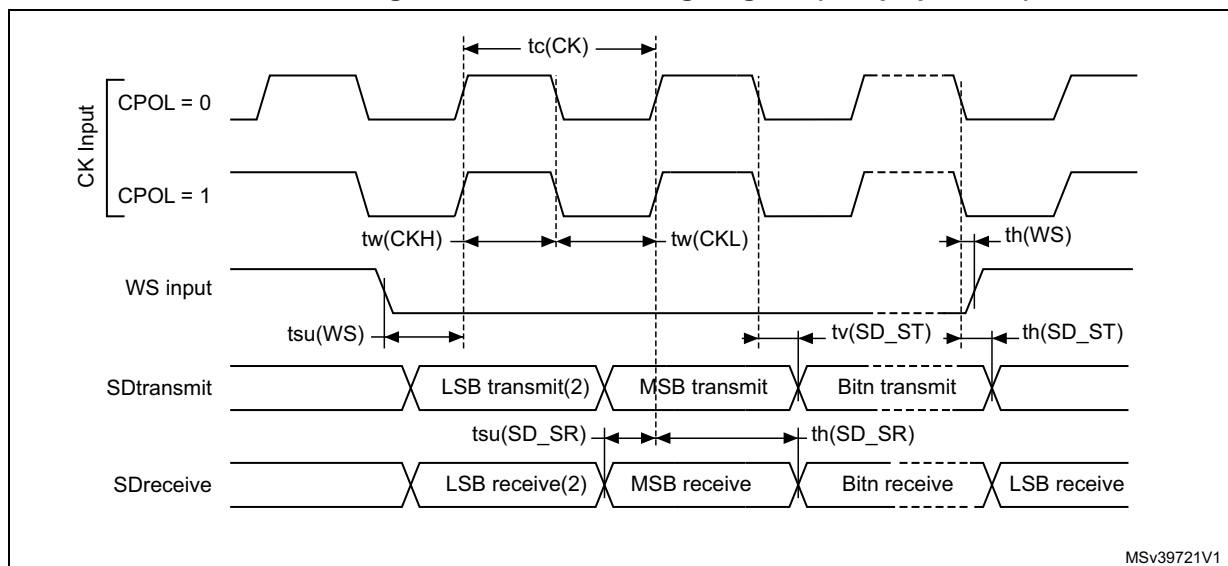 tc(CK)
CPOL = 0
CK Input
CPOL = 1
tw(CKH)
tw(CKL)
th(WS)
WS input
tsu(WS)
tv(SD_ST)
th(SD_ST)
SDtransmit
LSB transmit(2)
MSB transmit
Bitn transmit
tsu(SD_SR)
th(SD_SR)
SDreceive
LSB receive(2)
MSB receive
Bitn receive
LSB receive
MSv39721V1